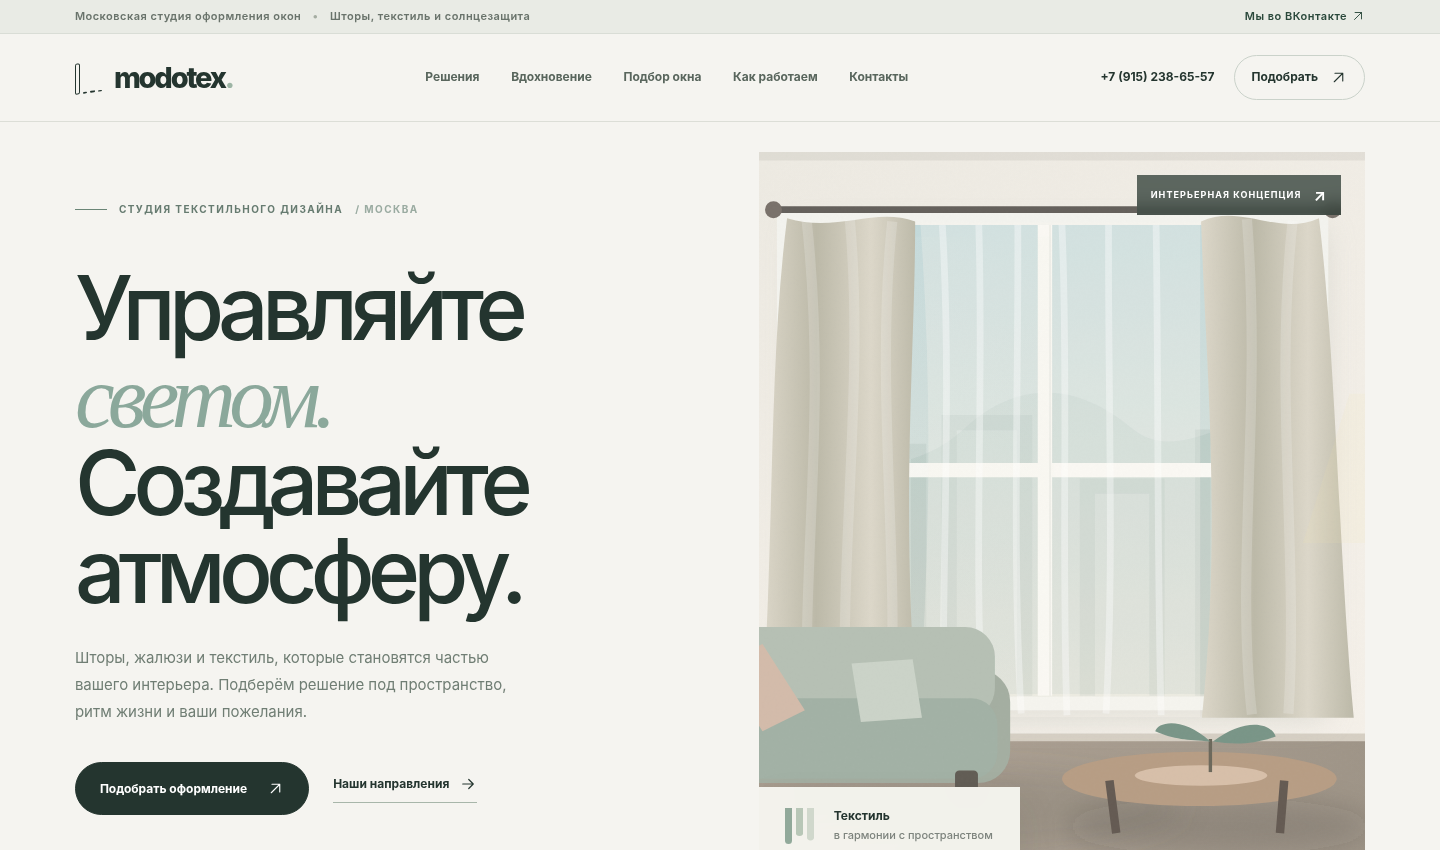 Московская студия оформления окон • Шторы, текстиль и солнцезащита
Мы во ВКонтакте
modotex.
Решения Вдохновение Подбор окна Как работаем Контакты
+7 (915) 238-65-57
Подобрать
СТУДИЯ ТЕКСТИЛЬНОГО ДИЗАЙНА / МОСКВА
ИНТЕРЬЕРНАЯ КОНЦЕПЦИЯ
Управляйте
светом.
Создавайте
атмосферу.
Шторы, жалюзи и текстиль, которые становятся частью
вашего интерьера. Подберём решение под пространство,
ритм жизни и ваши пожелания.
Подобрать оформление
Наши направления
Текстиль
в гармонии с пространством